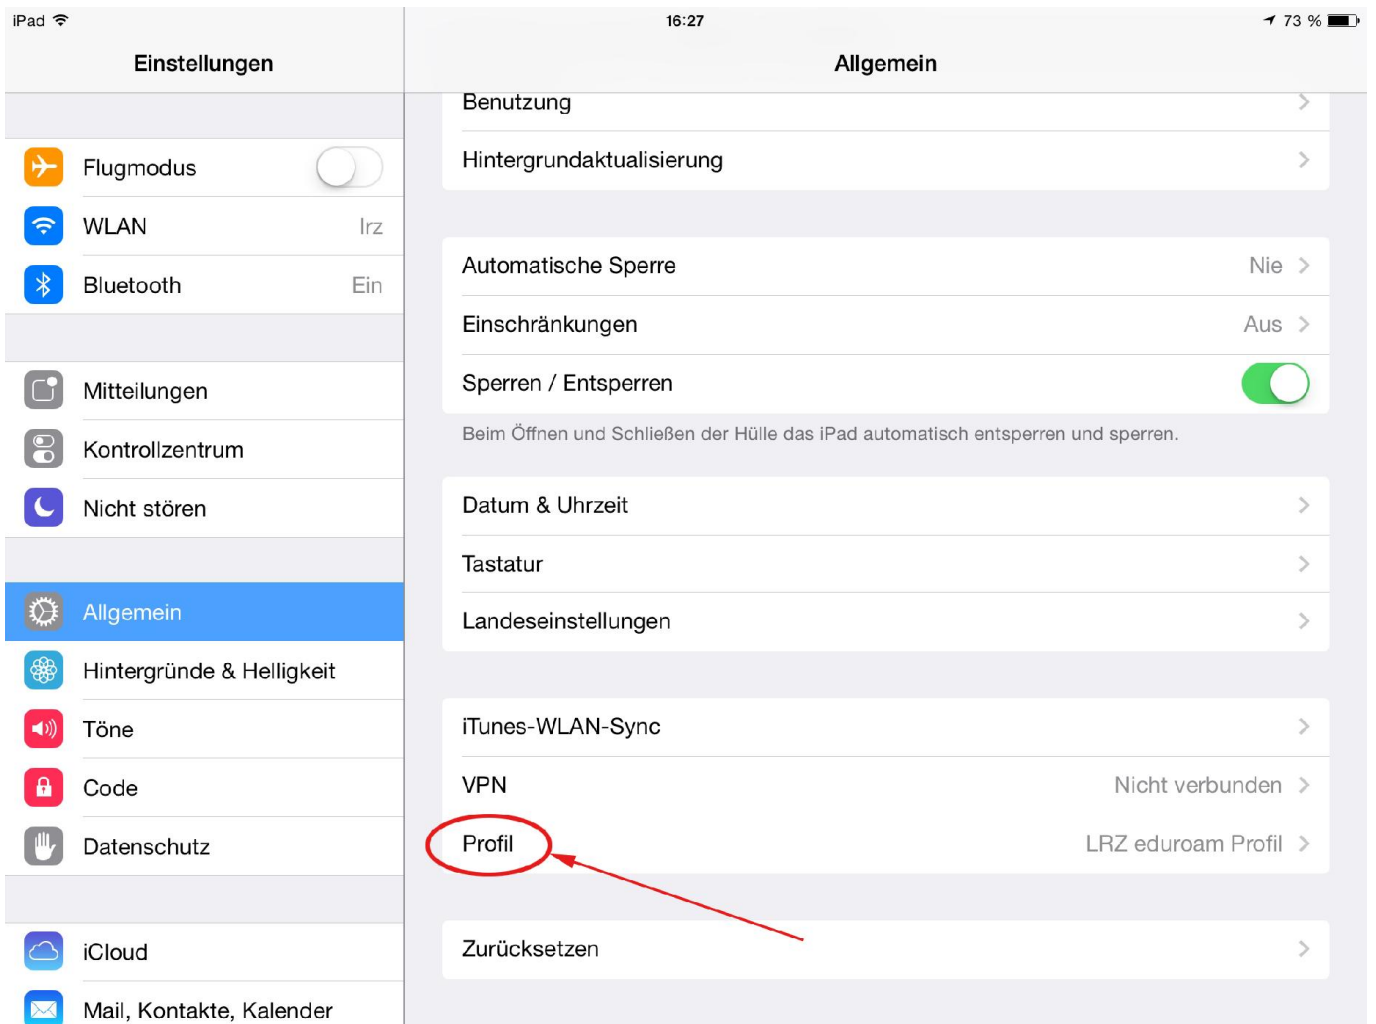 iPad
16:27
73 %
Einstellungen
Allgemein
Flugmodus
WLAN lrz
Bluetooth Ein
Mitteilungen
Kontrollzentrum
Nicht stören
Allgemein
Hintergründe & Helligkeit
Töne
Code
Datenschutz
iCloud
Mail, Kontakte, Kalender
Benutzung
Hintergrundaktualisierung
Automatische Sperre Nie
Einschränkungen Aus
Sperren / Entsperren
Beim Öffnen und Schließen der Hülle das iPad automatisch entsperren und sperren.
Datum & Uhrzeit
Tastatur
Landeseinstellungen
iTunes-WLAN-Sync
VPN Nicht verbunden
Profil LRZ eduroam Profil
Zurücksetzen